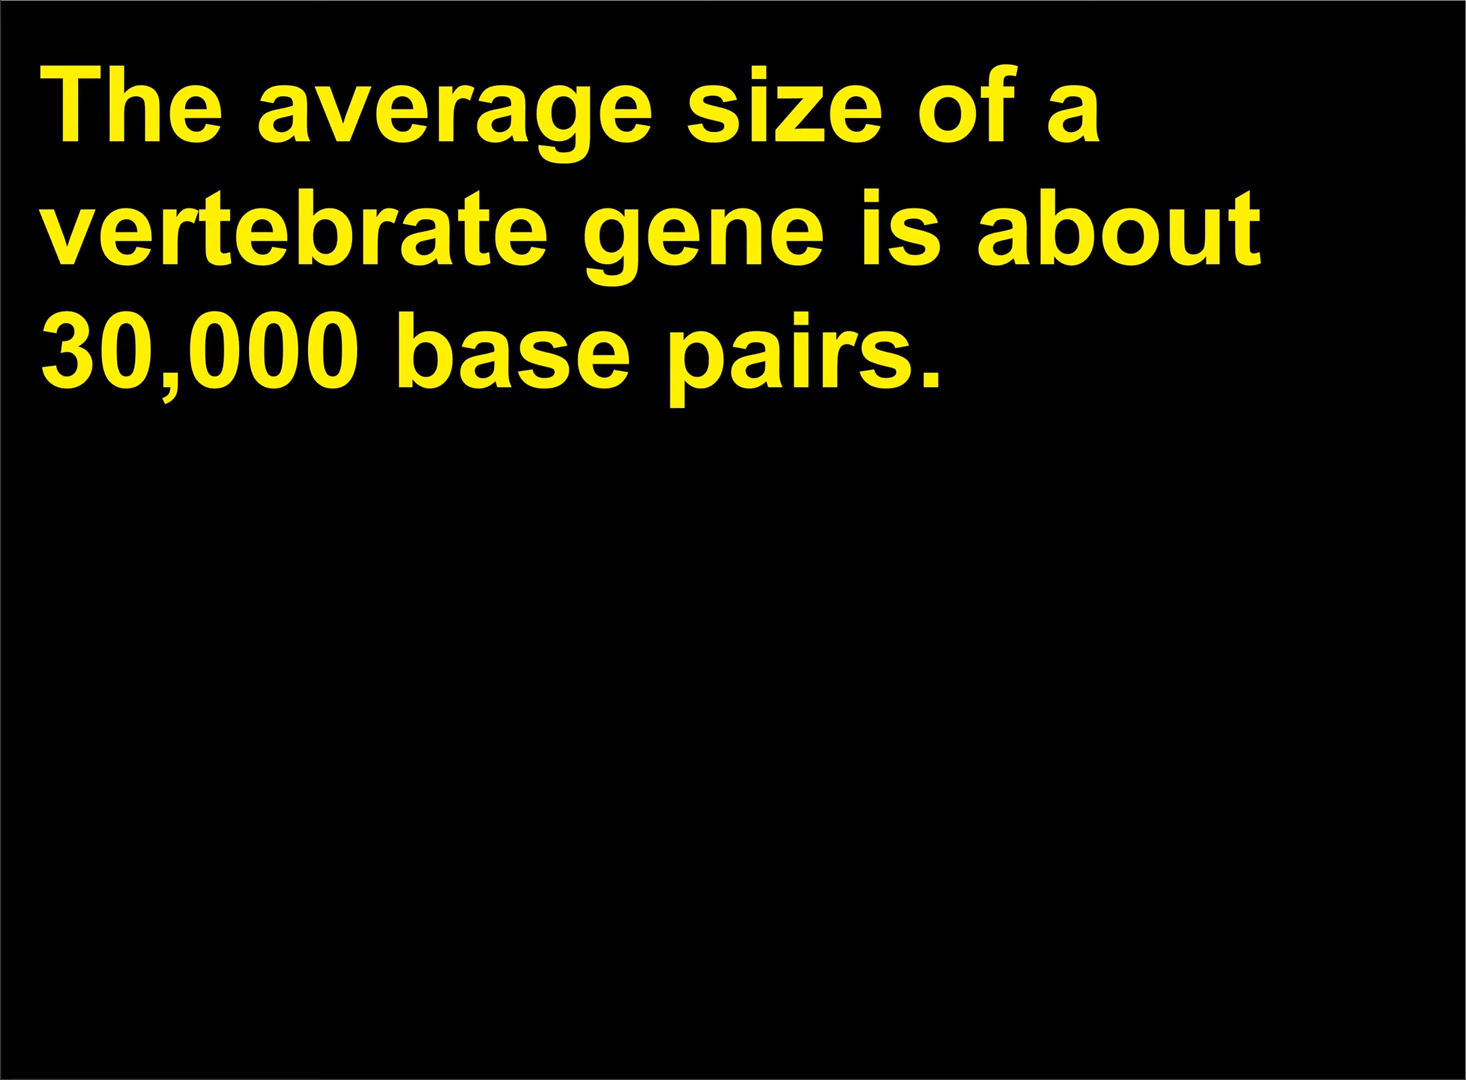 The average size of a
vertebrate gene is about
30,000 base pairs.